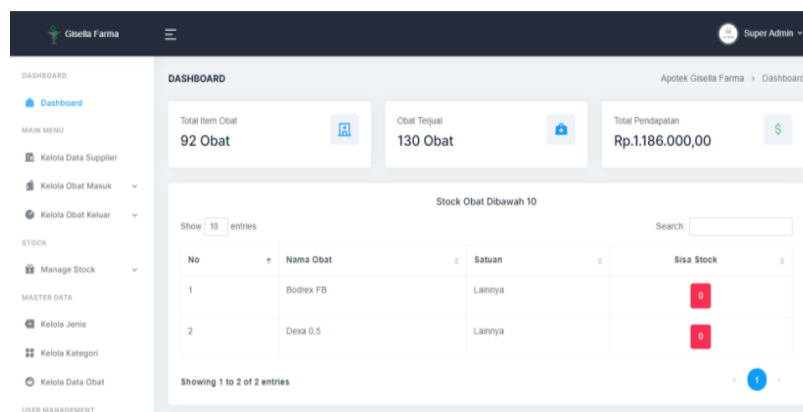 Gisella Farma
Super Admin
DASHBOARD
Dashboard
MAIN MENU
Kelola Data Supplier
Kelola Obat Masuk
Kelola Obat Keluar
STOCK
Manage Stock
MASTER DATA
Kelola Jenis
Kelola Kategori
Kelola Data Obat
USER MANAGEMENT
DASHBOARD
Apotek Gisella Farma > Dashboard
Total Item Obat
92 Obat
Obat Terjual
130 Obat
Total Pendapatan
Rp.1.186.000,00
$
Stock Obat Dibawah 10
Show 10 entries
Search:
No Nama Obat Satuan Sisa Stock
1 Bodrex FB Lainnya 0
2 Dexa 0,5 Lainnya 0
Showing 1 to 2 of 2 entries
‹ 1 ›